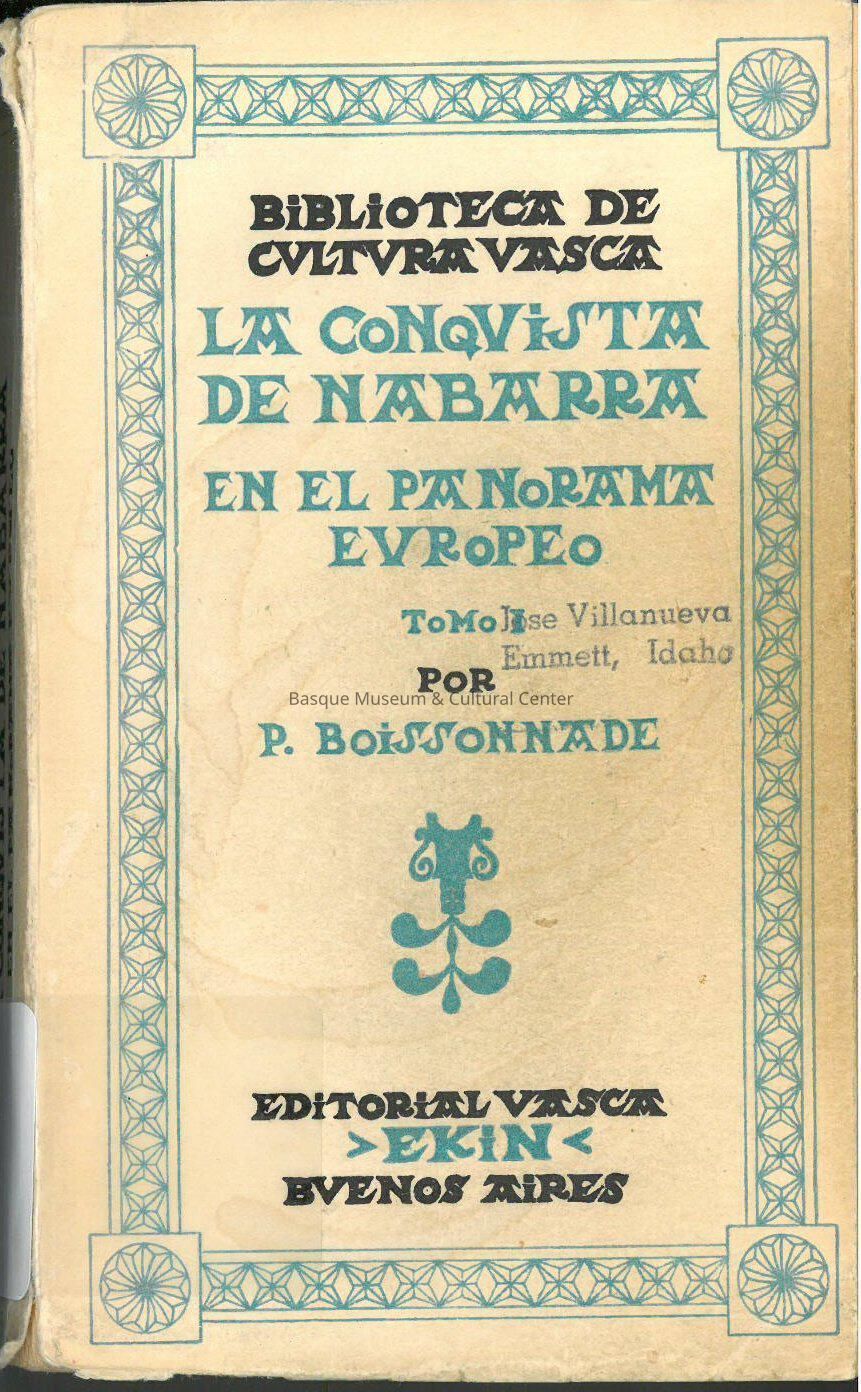 BiBLiOTECA DE
CVLTVRA VASCA
LA CONQViSTA
DE NABARRA
EN EL PANORAMA
EVROPEO
TOMO I
Jose Villanueva
Emmett, Idaho
POR
Basque Museum & Cultural Center
P. BOiSSONNADE
EDiTORiAL VASCA
>EKiN<
BVENOS AiRES